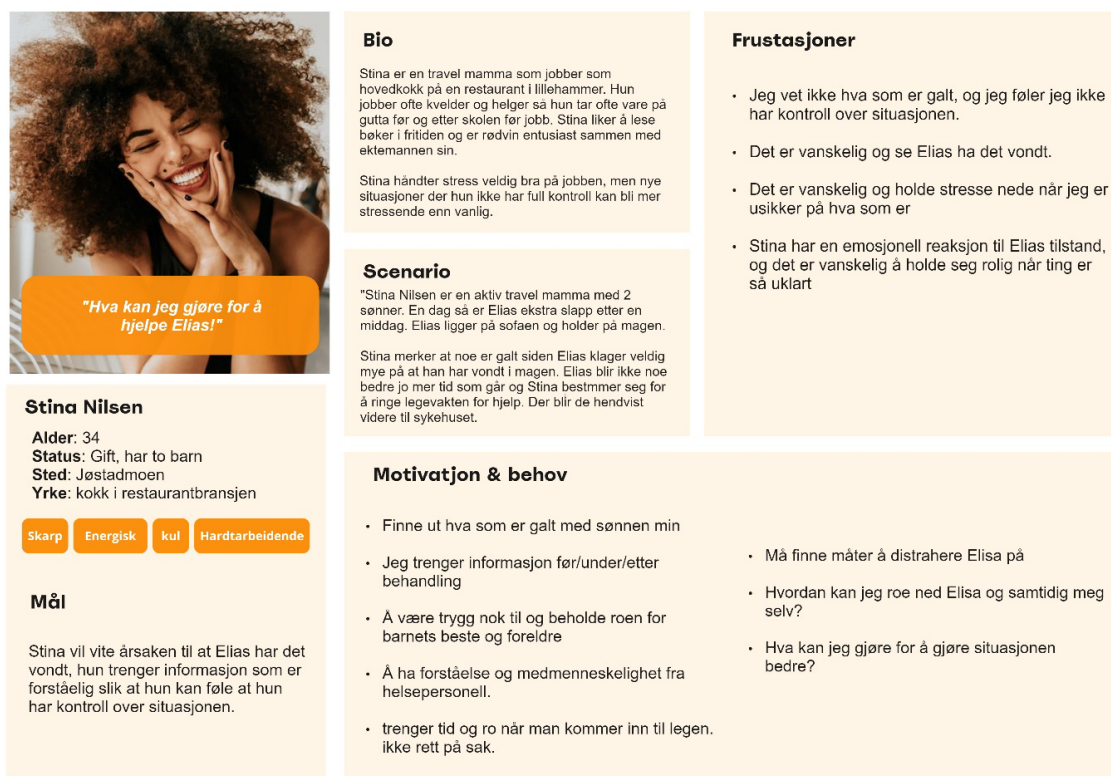 "Hva kan jeg gjøre for å
hjelpe Elias!"
Stina Nilsen
Alder: 34
Status: Gift, har to barn
Sted: Jøstadmoen
Yrke: kokk i restaurantbransjen
Skarp
Energisk
kul
Hardtarbeidende
Mål
Stina vil vite årsaken til at Elias har det
vondt, hun trenger informasjon som er
forståelig slik at hun kan føle at hun
har kontroll over situasjonen.
Bio
Stina er en travel mamma som jobber som
hovedkokk på en restaurant i lillehammer. Hun
jobber ofte kvelder og helger så hun tar ofte vare på
gutta før og etter skolen før jobb. Stina liker å lese
bøker i fritiden og er rødvin entusiast sammen med
ektemannen sin.
Stina håndter stress veldig bra på jobben, men nye
situasjoner der hun ikke har full kontroll kan bli mer
stressende enn vanlig.
Scenario
"Stina Nilsen er en aktiv travel mamma med 2
sønner. En dag så er Elias ekstra slapp etter en
middag. Elias ligger på sofaen og holder på magen.
Stina merker at noe er galt siden Elias klager veldig
mye på at han har vondt i magen. Elias blir ikke noe
bedre jo mer tid som går og Stina bestmmer seg for
å ringe legevakten for hjelp. Der blir de hendvist
videre til sykehuset.
Frustasjoner
• Jeg vet ikke hva som er galt, og jeg føler jeg ikke
har kontroll over situasjonen.
• Det er vanskelig og se Elias ha det vondt.
• Det er vanskelig og holde stresse nede når jeg er
usikker på hva som er
• Stina har en emosjonell reaksjon til Elias tilstand,
og det er vanskelig å holde seg rolig når ting er
så uklart
Motivatjon & behov
• Finne ut hva som er galt med sønnen min
• Jeg trenger informasjon før/under/etter
behandling
• Å være trygg nok til og beholde roen for
barnets beste og foreldre
• Å ha forståelse og medmenneskelighet fra
helsepersonell.
• trenger tid og ro når man kommer inn til legen.
ikke rett på sak.
• Må finne måter å distrahere Elisa på
• Hvordan kan jeg roe ned Elisa og samtidig meg
selv?
• Hva kan jeg gjøre for å gjøre situasjonen
bedre?